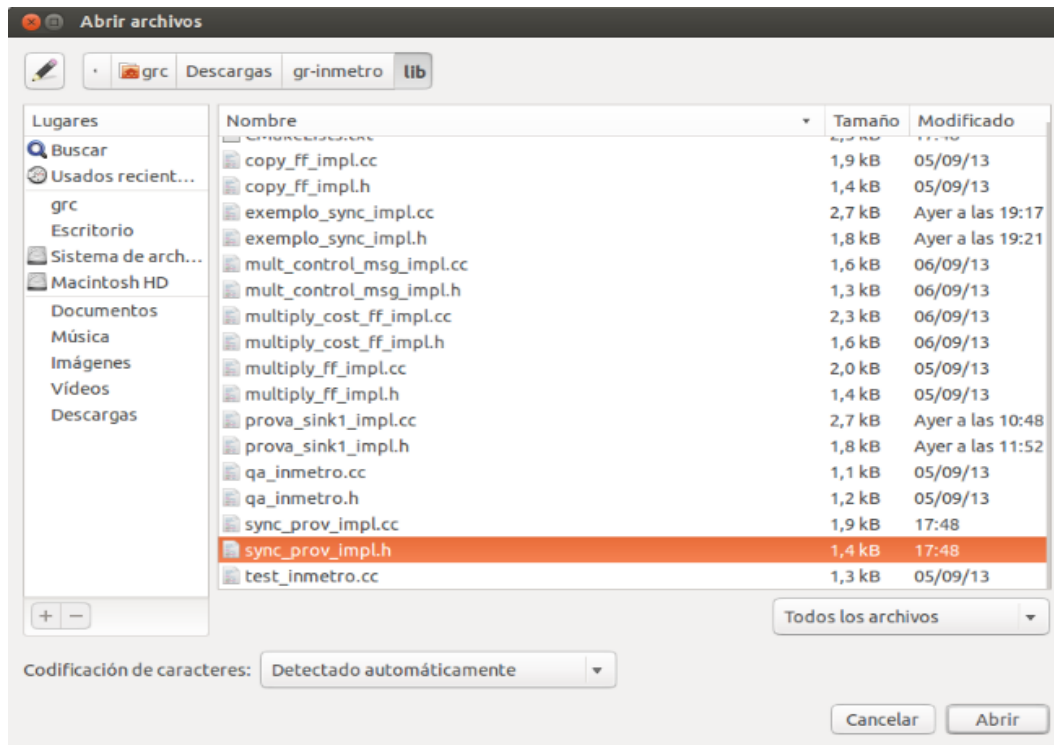 Abrir archivos
grc Descargas gr-inmetro lib
Lugares Nombre Tamaño Modificado
Buscar
Usados recient...
grc
Escritorio
Sistema de arch...
Macintosh HD
Documentos
Música
Imágenes
Vídeos
Descargas
CMakeLists.txt 17:48
copy_ff_impl.cc 1,9 kB 05/09/13
copy_ff_impl.h 1,4 kB 05/09/13
exemplo_sync_impl.cc 2,7 kB Ayer a las 19:17
exemplo_sync_impl.h 1,8 kB Ayer a las 19:21
mult_control_msg_impl.cc 1,6 kB 06/09/13
mult_control_msg_impl.h 1,3 kB 06/09/13
multiply_cost_ff_impl.cc 2,3 kB 06/09/13
multiply_cost_ff_impl.h 1,6 kB 06/09/13
multiply_ff_impl.cc 2,0 kB 05/09/13
multiply_ff_impl.h 1,4 kB 05/09/13
prova_sink1_impl.cc 2,7 kB Ayer a las 10:48
prova_sink1_impl.h 1,8 kB Ayer a las 11:52
qa_inmetro.cc 1,1 kB 05/09/13
qa_inmetro.h 1,2 kB 05/09/13
sync_prov_impl.cc 1,9 kB 17:48
sync_prov_impl.h 1,4 kB 17:48
test_inmetro.cc 1,3 kB 05/09/13
Todos los archivos
Codificación de caracteres: Detectado automáticamente
Cancelar Abrir